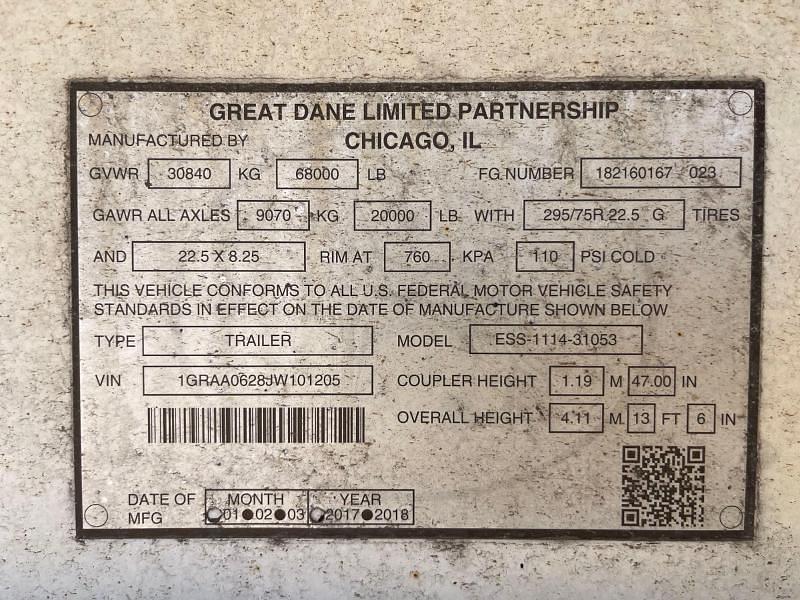 GREAT DANE LIMITED PARTNERSHIP
MANUFACTURED BY CHICAGO, IL
GVWR 30840 KG 68000 LB FG NUMBER 182160167 023
GAWR ALL AXLES 9070 KG 20000 LB WITH 295/75R 22.5 G TIRES
AND 22.5 X 8.25 RIM AT 760 KPA 110 PSI COLD
THIS VEHICLE CONFORMS TO ALL U.S. FEDERAL MOTOR VEHICLE SAFETY
STANDARDS IN EFFECT ON THE DATE OF MANUFACTURE SHOWN BELOW
TYPE TRAILER MODEL ESS-1114-31053
VIN 1GRAA0628JW101205 COUPLER HEIGHT 1.19 M 47.00 IN
OVERALL HEIGHT 4.11 M 13 FT 6 IN
DATE OF MFG MONTH YEAR
01 02 03 2017 2018